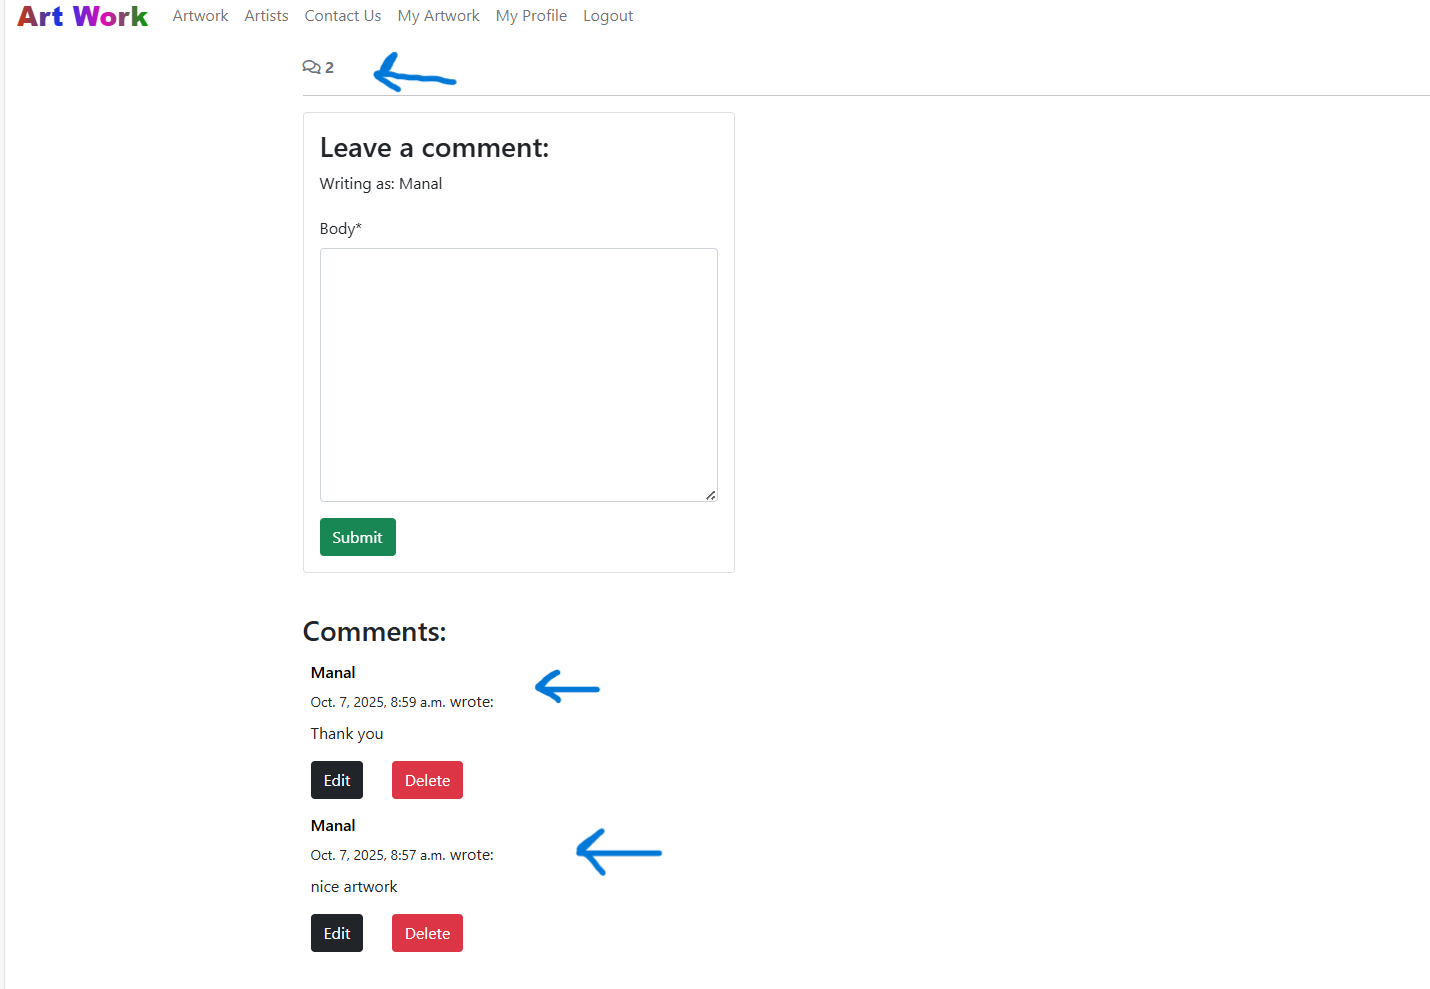 Art Work Artwork Artists Contact Us My Artwork My Profile Logout
2
Leave a comment:
Writing as: Manal
Body*
Submit
Comments:
Manal
Oct. 7, 2025, 8:59 a.m. wrote:
Thank you
Edit Delete
Manal
Oct. 7, 2025, 8:57 a.m. wrote:
nice artwork
Edit Delete